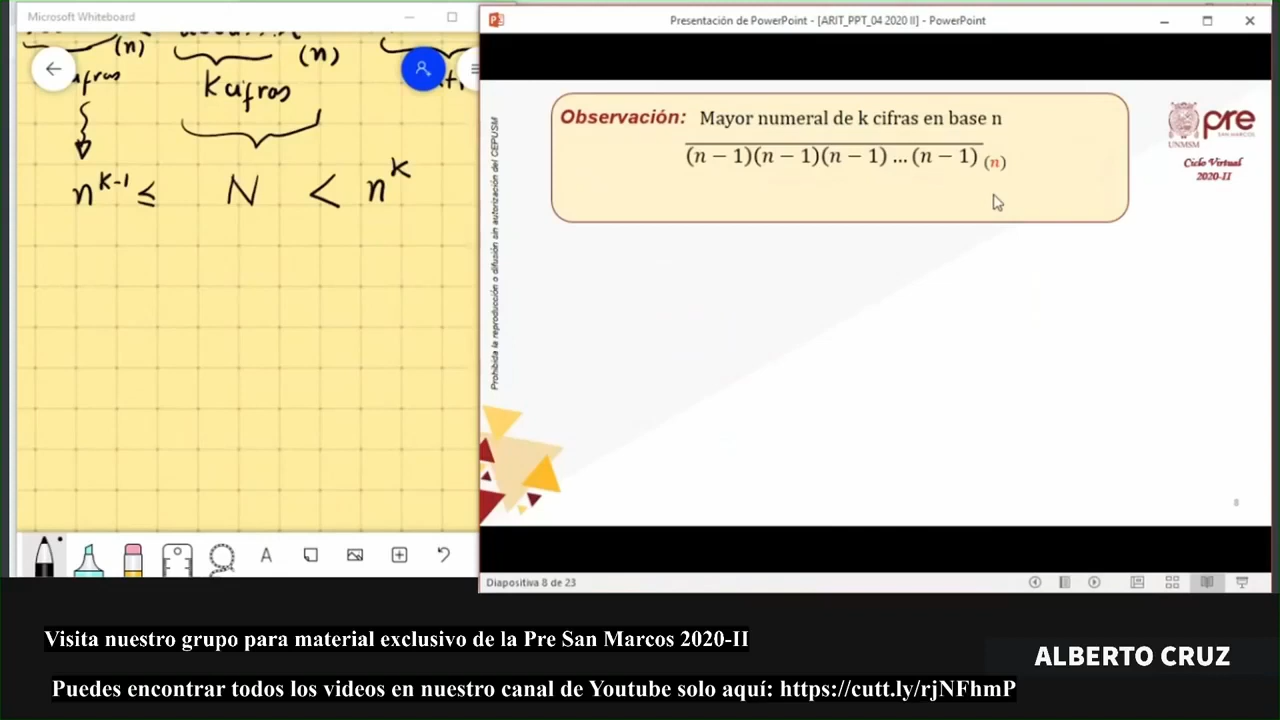 Microsoft Whiteboard
(n)
(n)
K cifras
n^{K-1} ≤ N < n^K
Presentación de PowerPoint - [ARIT_PPT_04 2020 II] - PowerPoint
Observación: Mayor numeral de k cifras en base n
(n − 1)(n − 1)(n − 1) ... (n − 1) (n)
UNMSM
pre
SAN MARCOS
Ciclo Virtual
2020-II
Prohibida la reproducción o difusión sin autorización del CEPUSM
8
Diapositiva 8 de 23
Visita nuestro grupo para material exclusivo de la Pre San Marcos 2020-II
ALBERTO CRUZ
Puedes encontrar todos los videos en nuestro canal de Youtube solo aquí: https://cutt.ly/rjNFhmP